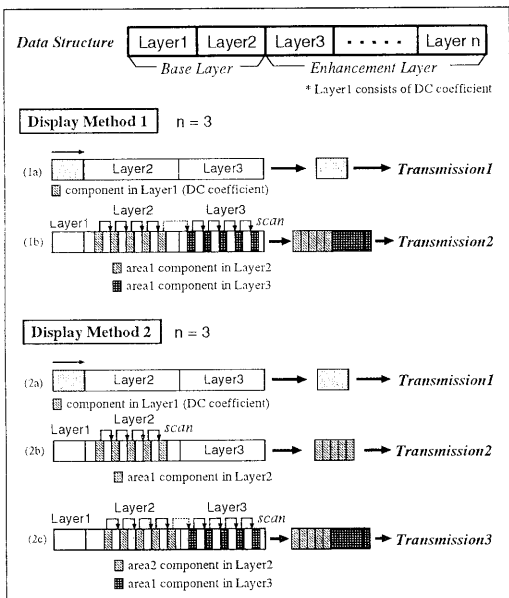 Data Structure Layer1 Layer2 Layer3 ····· Layer n
Base Layer Enhancement Layer
* Layer1 consists of DC coefficient
Display Method 1 n = 3
(1a) Layer2 Layer3 Transmission1
component in Layer1 (DC coefficient)
Layer1 Layer2 Layer3 scan
(1b) Transmission2
area1 component in Layer2
area1 component in Layer3
Display Method 2 n = 3
(2a) Layer2 Layer3 Transmission1
component in Layer1 (DC coefficient)
Layer1 Layer2 scan
(2b) Layer3 Transmission2
area1 component in Layer2
Layer1 Layer2 Layer3 scan
(2c) Transmission3
area2 component in Layer2
area1 component in Layer3